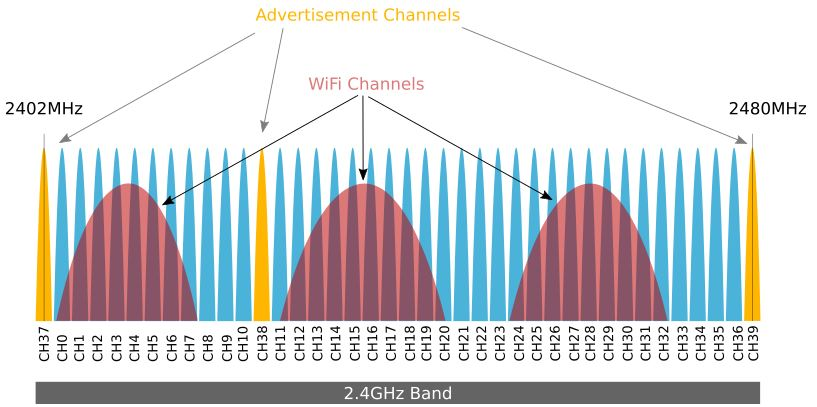 Advertisement Channels
WiFi Channels
2402MHz
2480MHz
CH37
CH0
CH1
CH2
CH3
CH4
CH5
CH6
CH7
CH8
CH9
CH10
CH38
CH11
CH12
CH13
CH14
CH15
CH16
CH17
CH18
CH19
CH20
CH21
CH22
CH23
CH24
CH25
CH26
CH27
CH28
CH29
CH30
CH31
CH32
CH33
CH34
CH35
CH36
CH39
2.4GHz Band